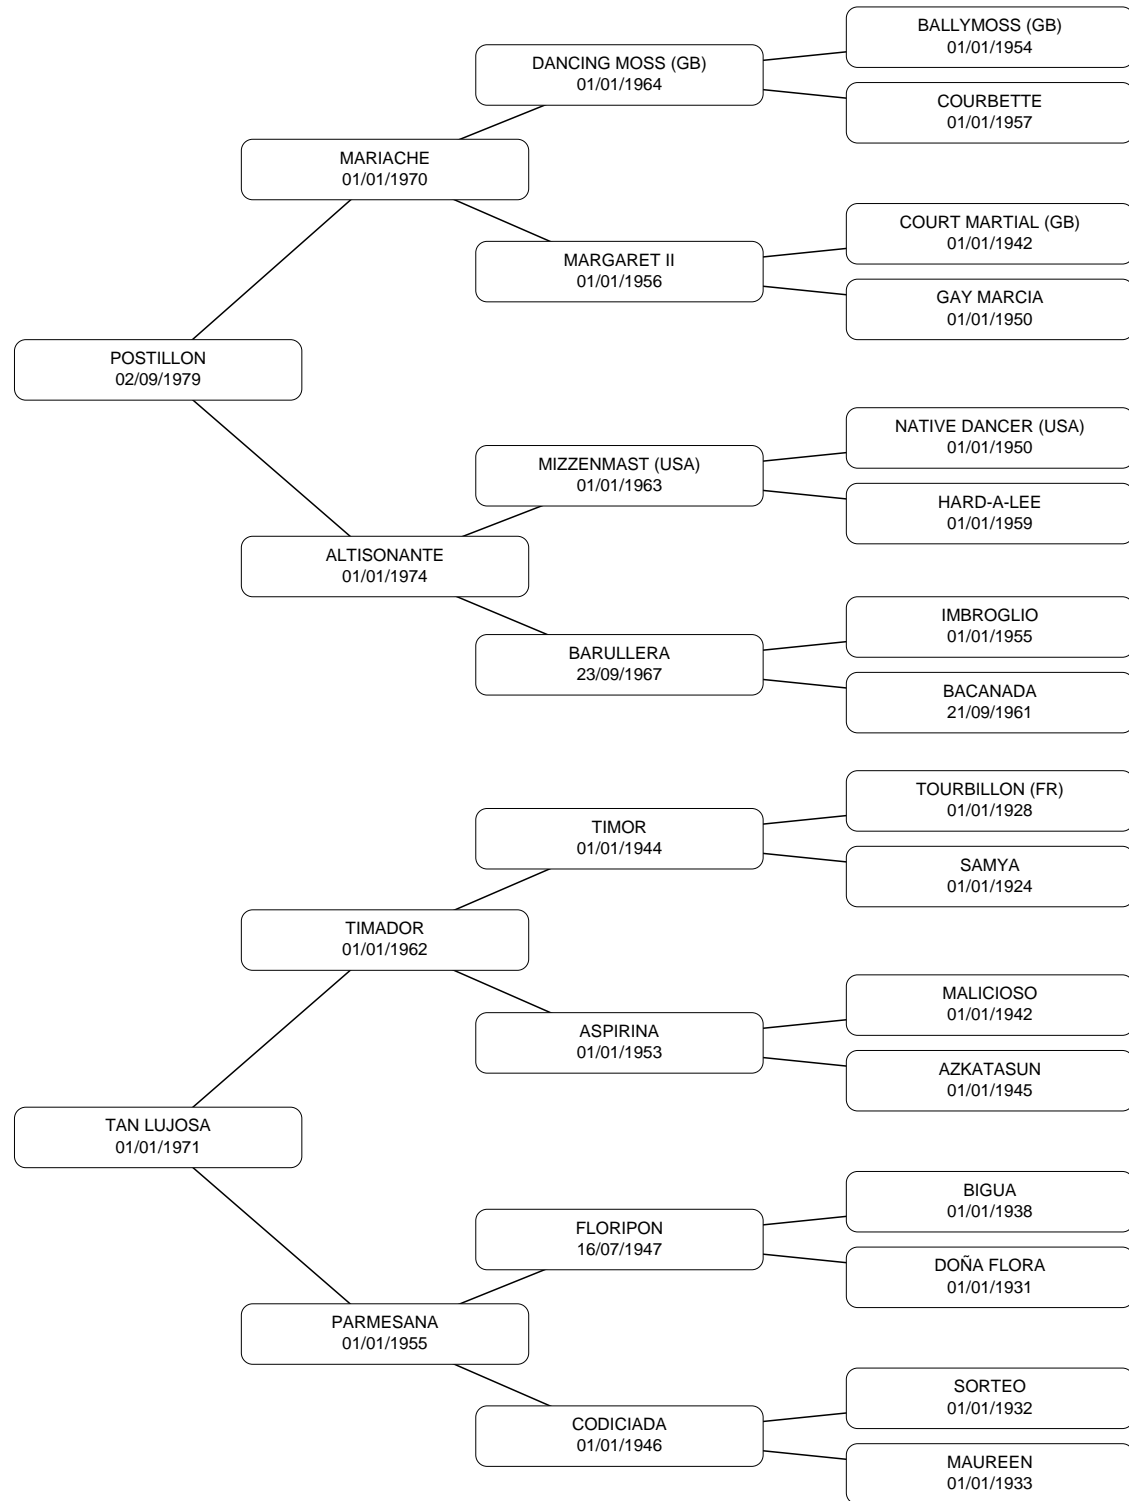 BALLYMOSS (GB)
01/01/1954
DANCING MOSS (GB)
01/01/1964
COURBETTE
01/01/1957
MARIACHE
01/01/1970
COURT MARTIAL (GB)
01/01/1942
MARGARET II
01/01/1956
GAY MARCIA
01/01/1950
POSTILLON
02/09/1979
NATIVE DANCER (USA)
01/01/1950
MIZZENMAST (USA)
01/01/1963
HARD-A-LEE
01/01/1959
ALTISONANTE
01/01/1974
IMBROGLIO
01/01/1955
BARULLERA
23/09/1967
BACANADA
21/09/1961
TOURBILLON (FR)
01/01/1928
TIMOR
01/01/1944
SAMYA
01/01/1924
TIMADOR
01/01/1962
MALICIOSO
01/01/1942
ASPIRINA
01/01/1953
AZKATASUN
01/01/1945
TAN LUJOSA
01/01/1971
BIGUA
01/01/1938
FLORIPON
16/07/1947
DOÑA FLORA
01/01/1931
PARMESANA
01/01/1955
SORTEO
01/01/1932
CODICIADA
01/01/1946
MAUREEN
01/01/1933